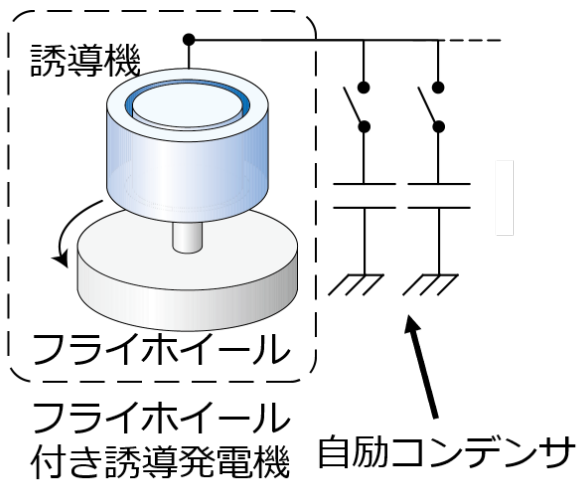 誘導機
フライホイール
フライホイール
付き誘導発電機
自励コンデンサ